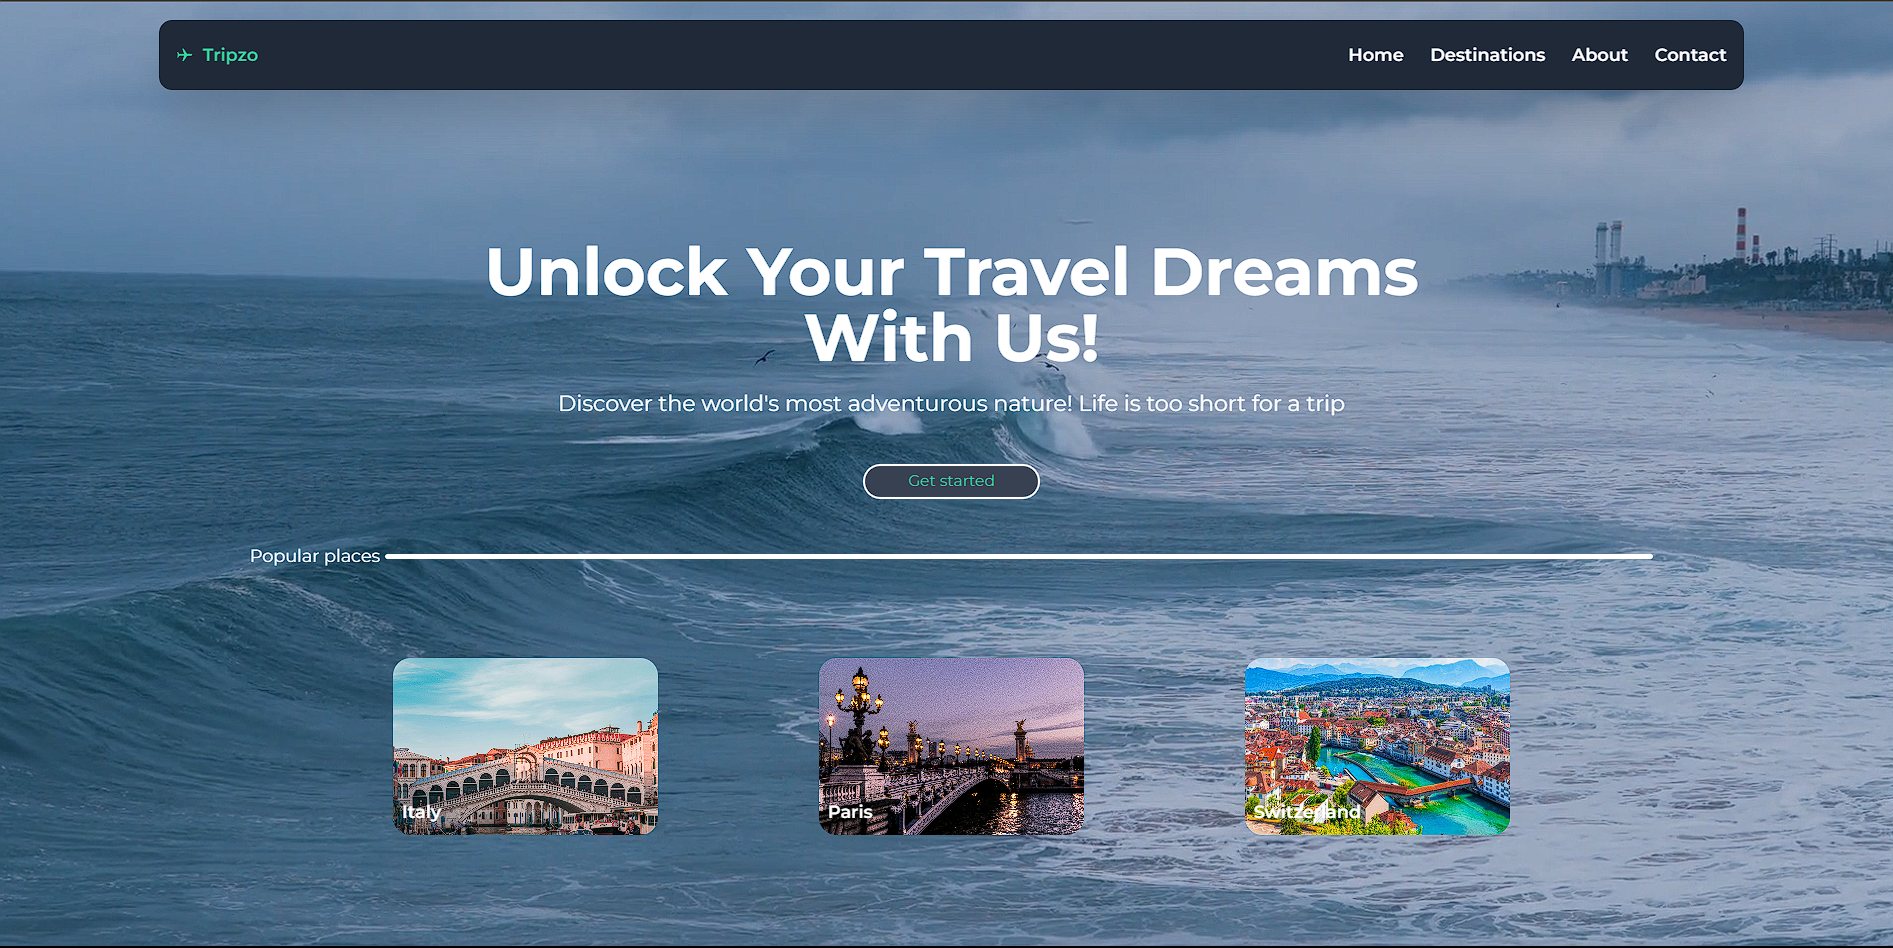 Tripzo
Home Destinations About Contact
Unlock Your Travel Dreams
With Us!
Discover the world's most adventurous nature! Life is too short for a trip
Get started
Popular places
Italy
Paris
Switzerland